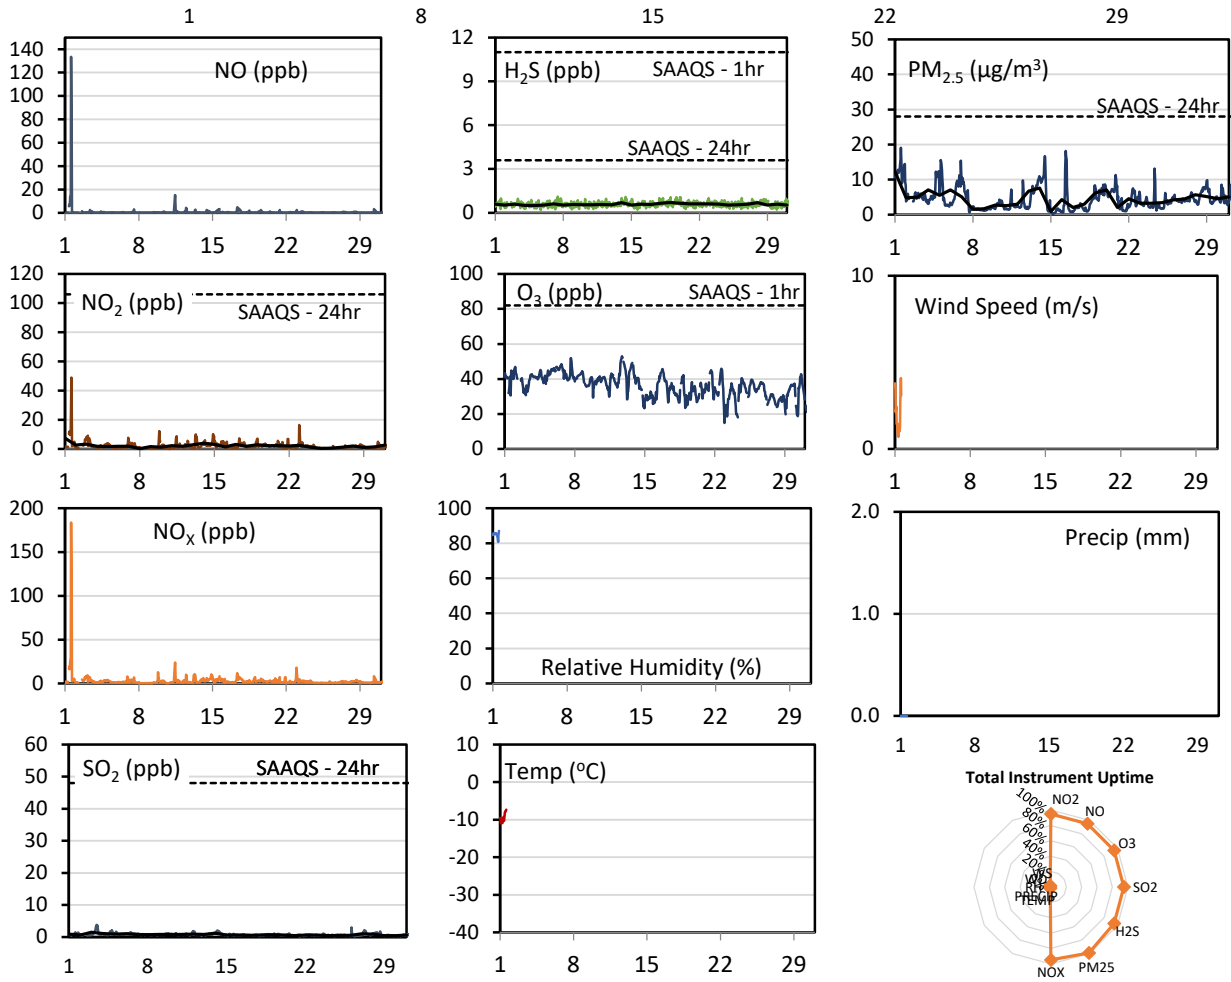 1 8 15 22 29
NO (ppb)
140
120
100
80
60
40
20
0
1 8 15 22 29
H₂S (ppb)
SAAQS - 1hr
SAAQS - 24hr
12
9
6
3
0
1 8 15 22 29
PM₂.₅ (µg/m³)
SAAQS - 24hr
50
40
30
20
10
0
1 8 15 22 29
NO₂ (ppb)
SAAQS - 24hr
120
100
80
60
40
20
0
1 8 15 22 29
O₃ (ppb)
SAAQS - 1hr
100
80
60
40
20
0
1 8 15 22 29
Wind Speed (m/s)
10
0
1 8 15 22 29
NOX (ppb)
200
150
100
50
0
1 8 15 22 29
100
80
60
40
20
0
Relative Humidity (%)
1 8 15 22 29
Precip (mm)
2.0
1.0
0.0
1 8 15 22 29
SO₂ (ppb)
SAAQS - 24hr
60
50
40
30
20
10
0
1 8 15 22 29
Temp (°C)
10
0
-10
-20
-30
-40
1 8 15 22 29
Total Instrument Uptime
100%
80%
60%
40%
20%
NO2
NO
O3
SO2
H2S
PM25
NOX
TEMP
PRECIP
RH
WS